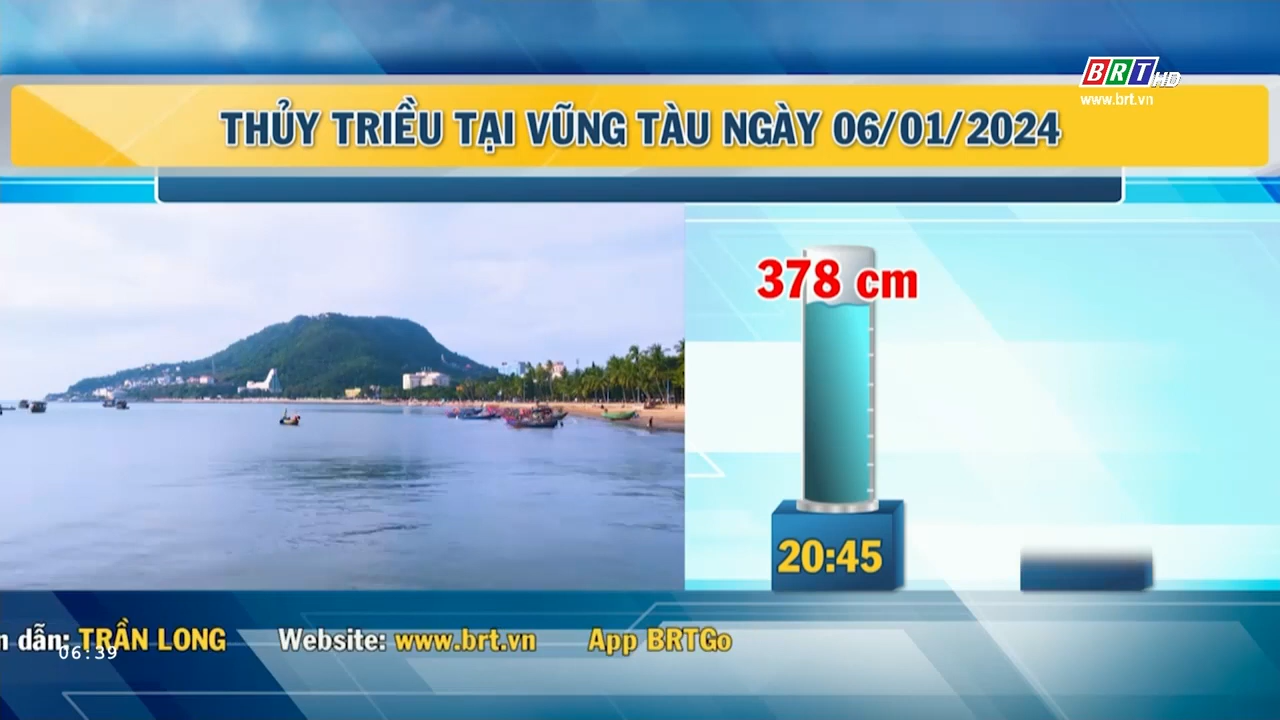 BRT HD
www.brt.vn
THỦY TRIỀU TẠI VŨNG TÀU NGÀY 06/01/2024
378 cm
20:45
dẫn: TRẦN LONG Website: www.brt.vn App BRTGo
06:39